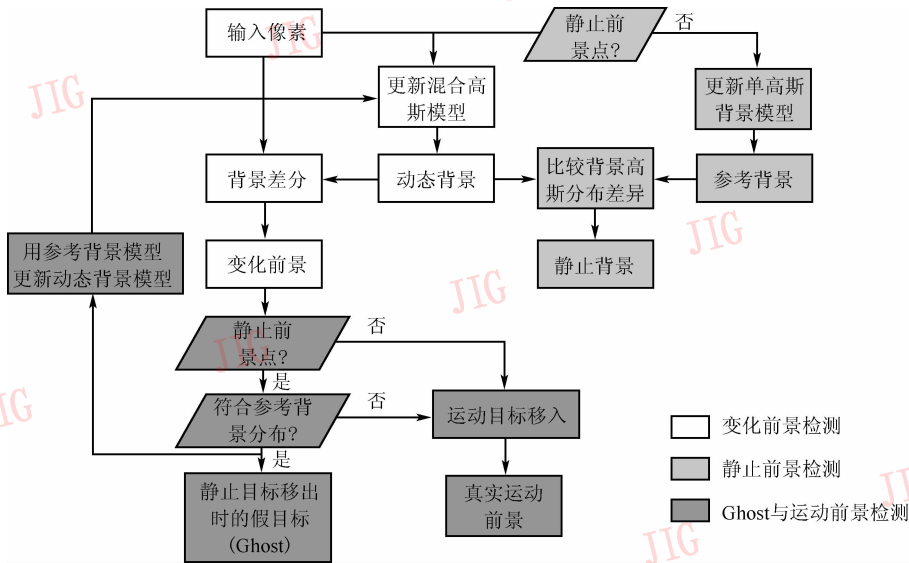 输入像素
静止前
景点?
否
更新混合高
斯模型
更新单高斯
背景模型
背景差分
动态背景
比较背景高
斯分布差异
参考背景
用参考背景模型
更新动态背景模型
变化前景
静止背景
静止前
景点?
否
是
符合参考背
景分布?
否
是
运动目标移入
静止目标移出
时的假目标
(Ghost)
真实运动
前景
变化前景检测
静止前景检测
Ghost与运动前景检测
JIG
JIG
JIG
JIG
JIG
JIG
JIG